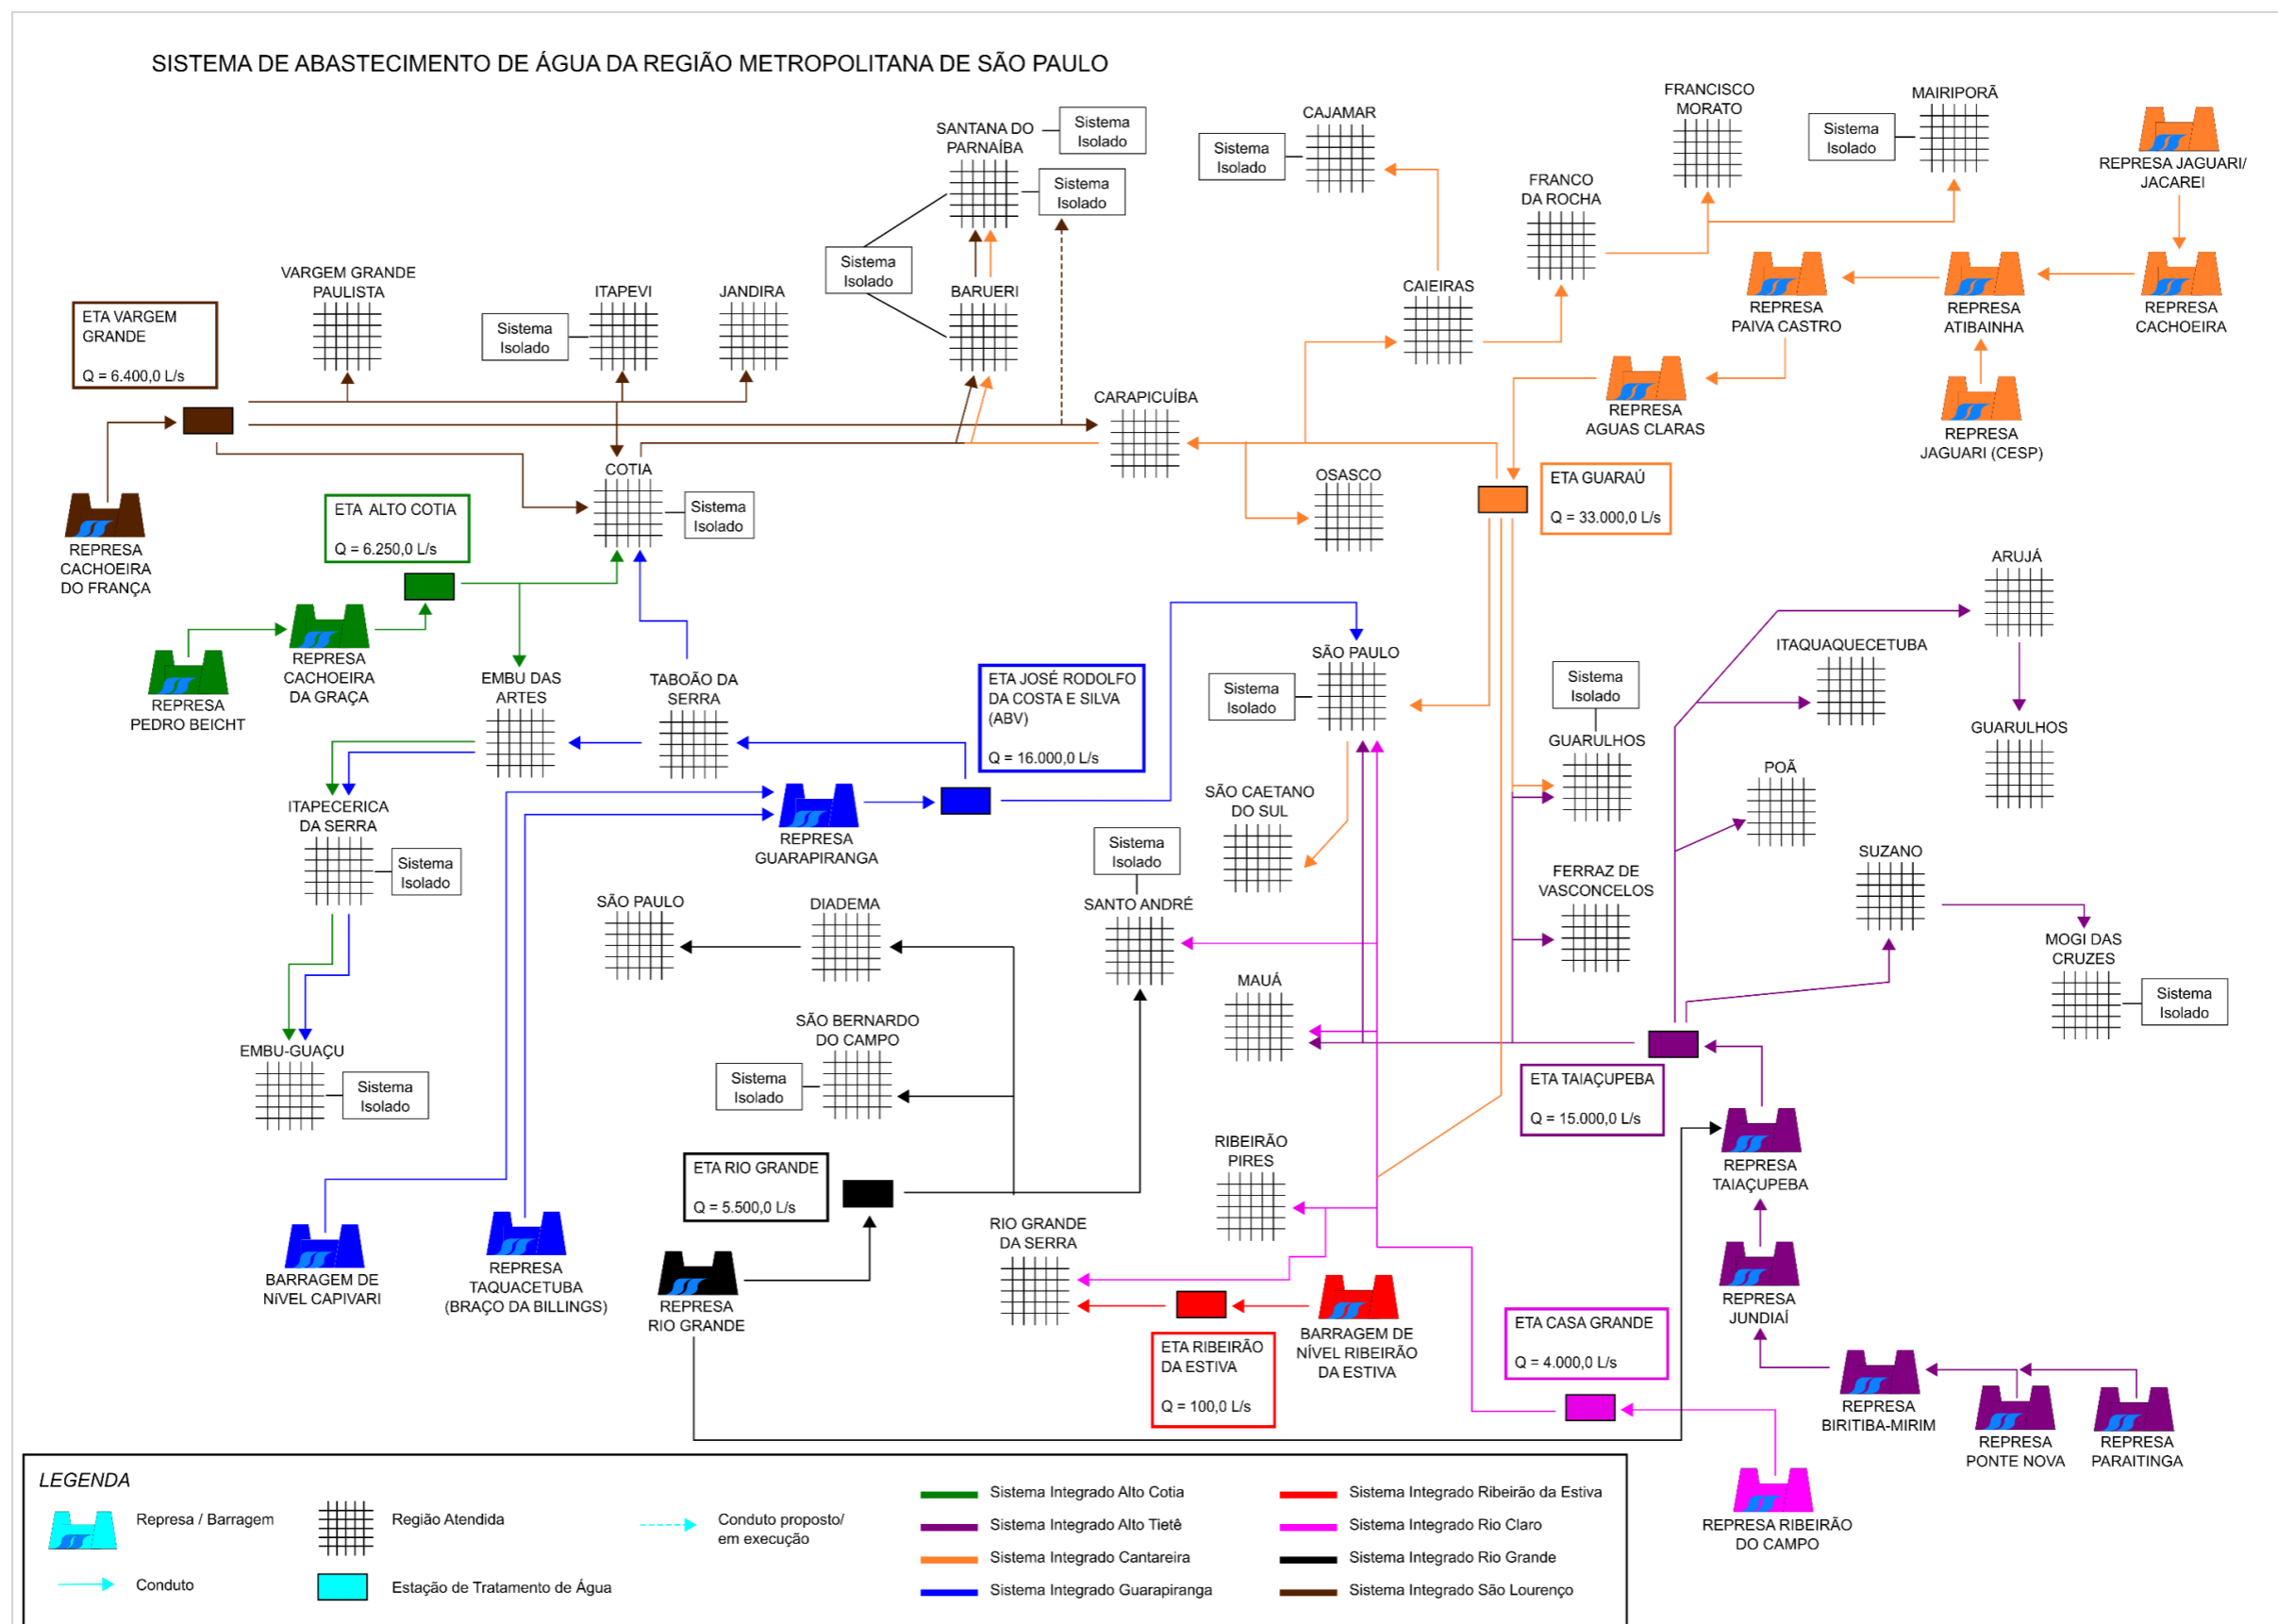 SISTEMA DE ABASTECIMENTO DE ÁGUA DA REGIÃO METROPOLITANA DE SÃO PAULO
FRANCISCO
MORATO
MAIRIPORÃ
Sistema
Isolado
CAJAMAR
Sistema
Isolado
SANTANA DO
PARNAÍBA
Sistema
Isolado
Sistema
Isolado
REPRESA JAGUARI/
JACAREI
FRANCO
DA ROCHA
Sistema
Isolado
VARGEM GRANDE
PAULISTA
ITAPEVI
Sistema
Isolado
JANDIRA
BARUERI
CAIEIRAS
REPRESA
PAIVA CASTRO
REPRESA
ATIBAINHA
REPRESA
CACHOEIRA
ETA VARGEM
GRANDE
Q = 6.400,0 L/s
CARAPICUÍBA
REPRESA
AGUAS CLARAS
REPRESA
JAGUARI (CESP)
COTIA
Sistema
Isolado
OSASCO
ETA GUARAÚ
Q = 33.000,0 L/s
REPRESA
CACHOEIRA
DO FRANÇA
ETA  ALTO COTIA
Q = 6.250,0 L/s
ARUJÁ
REPRESA
CACHOEIRA
DA GRAÇA
REPRESA
PEDRO BEICHT
EMBU DAS
ARTES
TABOÃO DA
SERRA
ETA JOSÉ RODOLFO
DA COSTA E SILVA
(ABV)
Q = 16.000,0 L/s
SÃO PAULO
Sistema
Isolado
Sistema
Isolado
GUARULHOS
ITAQUAQUECETUBA
GUARULHOS
ITAPECERICA
DA SERRA
Sistema
Isolado
REPRESA
GUARAPIRANGA
SÃO CAETANO
DO SUL
POÃ
Sistema
Isolado
SANTO ANDRÉ
FERRAZ DE
VASCONCELOS
SUZANO
SÃO PAULO
DIADEMA
MOGI DAS
CRUZES
Sistema
Isolado
MAUÁ
SÃO BERNARDO
DO CAMPO
Sistema
Isolado
EMBU-GUAÇU
Sistema
Isolado
ETA TAIAÇUPEBA
Q = 15.000,0 L/s
REPRESA
TAIAÇUPEBA
RIBEIRÃO
PIRES
ETA RIO GRANDE
Q = 5.500,0 L/s
RIO GRANDE
DA SERRA
BARRAGEM DE
NíVEL CAPIVARI
REPRESA
TAQUACETUBA
(BRAÇO DA BILLINGS)
REPRESA
RIO GRANDE
ETA RIBEIRÃO
DA ESTIVA
Q = 100,0 L/s
BARRAGEM DE
NÍVEL RIBEIRÃO
DA ESTIVA
ETA CASA GRANDE
Q = 4.000,0 L/s
REPRESA
JUNDIAÍ
REPRESA
BIRITIBA-MIRIM
REPRESA
PONTE NOVA
REPRESA
PARAITINGA
REPRESA RIBEIRÃO
DO CAMPO
LEGENDA
Represa / Barragem
Região Atendida
Conduto proposto/
em execução
Conduto
Estação de Tratamento de Água
Sistema Integrado Alto Cotia
Sistema Integrado Alto Tietê
Sistema Integrado Cantareira
Sistema Integrado Guarapiranga
Sistema Integrado Ribeirão da Estiva
Sistema Integrado Rio Claro
Sistema Integrado Rio Grande
Sistema Integrado São Lourenço